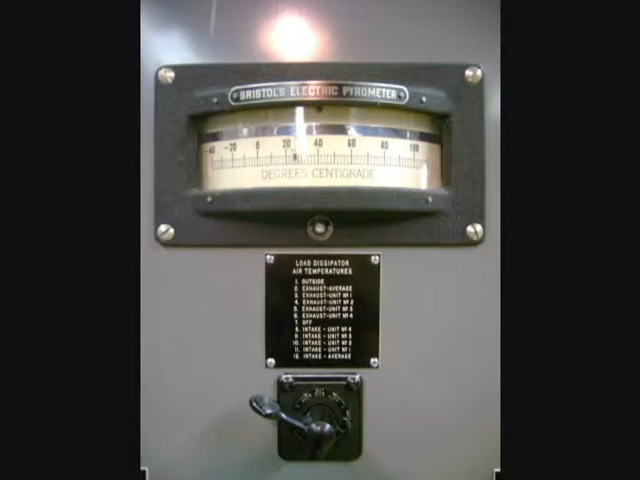 BRISTOL'S ELECTRIC PYROMETER
40 -20 0 20 40 60 80 100
DEGREES CENTIGRADE
LOAD DISSIPATOR
AIR TEMPERATURES
1. OUTSIDE
2. EXHAUST-AVERAGE
3. EXHAUST-UNIT Nº 1
4. EXHAUST-UNIT Nº 2
5. EXHAUST-UNIT Nº 3
6. EXHAUST-UNIT Nº 4
7. OFF
8. INTAKE - UNIT Nº 4
9. INTAKE - UNIT Nº 3
10. INTAKE - UNIT Nº 2
11. INTAKE - UNIT Nº 1
12. INTAKE - AVERAGE